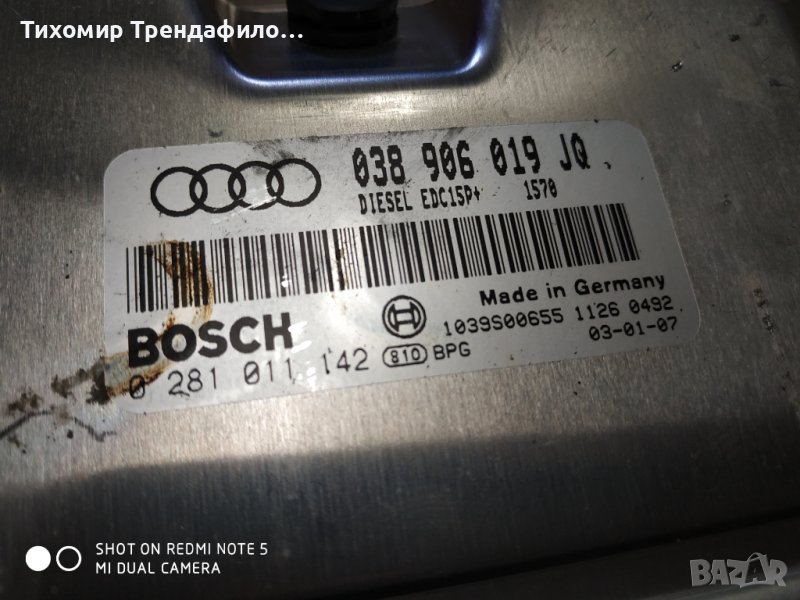 Тихомир Трендафило...
038 906 019 JQ
DIESEL EDC15P+ 1570
Made in Germany
BOSCH
1039S00655 1126 0492
0 281 011 142 810 BPG
03-01-07
SHOT ON REDMI NOTE 5
MI DUAL CAMERA
BAZAR